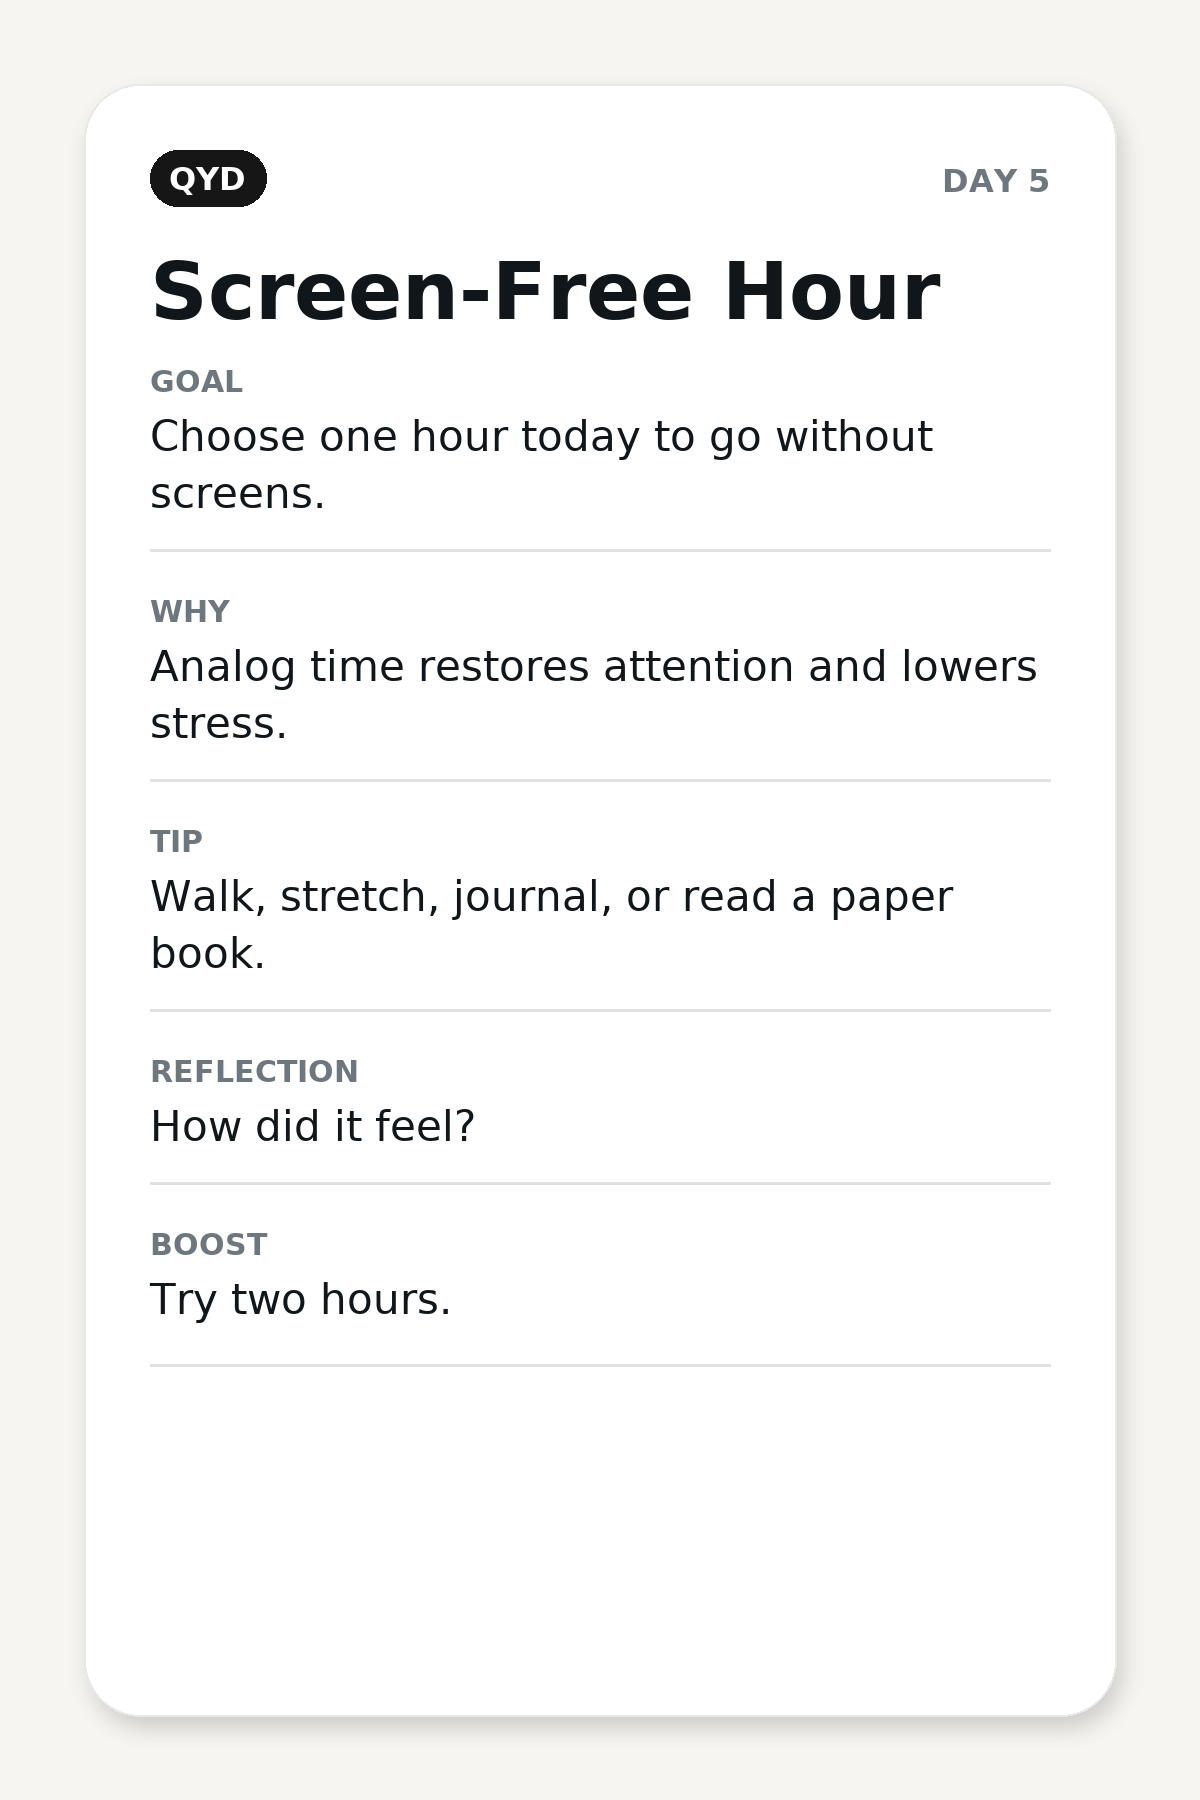 QYD
DAY 5
Screen-Free Hour
GOAL
Choose one hour today to go without
screens.
WHY
Analog time restores attention and lowers
stress.
TIP
Walk, stretch, journal, or read a paper
book.
REFLECTION
How did it feel?
BOOST
Try two hours.